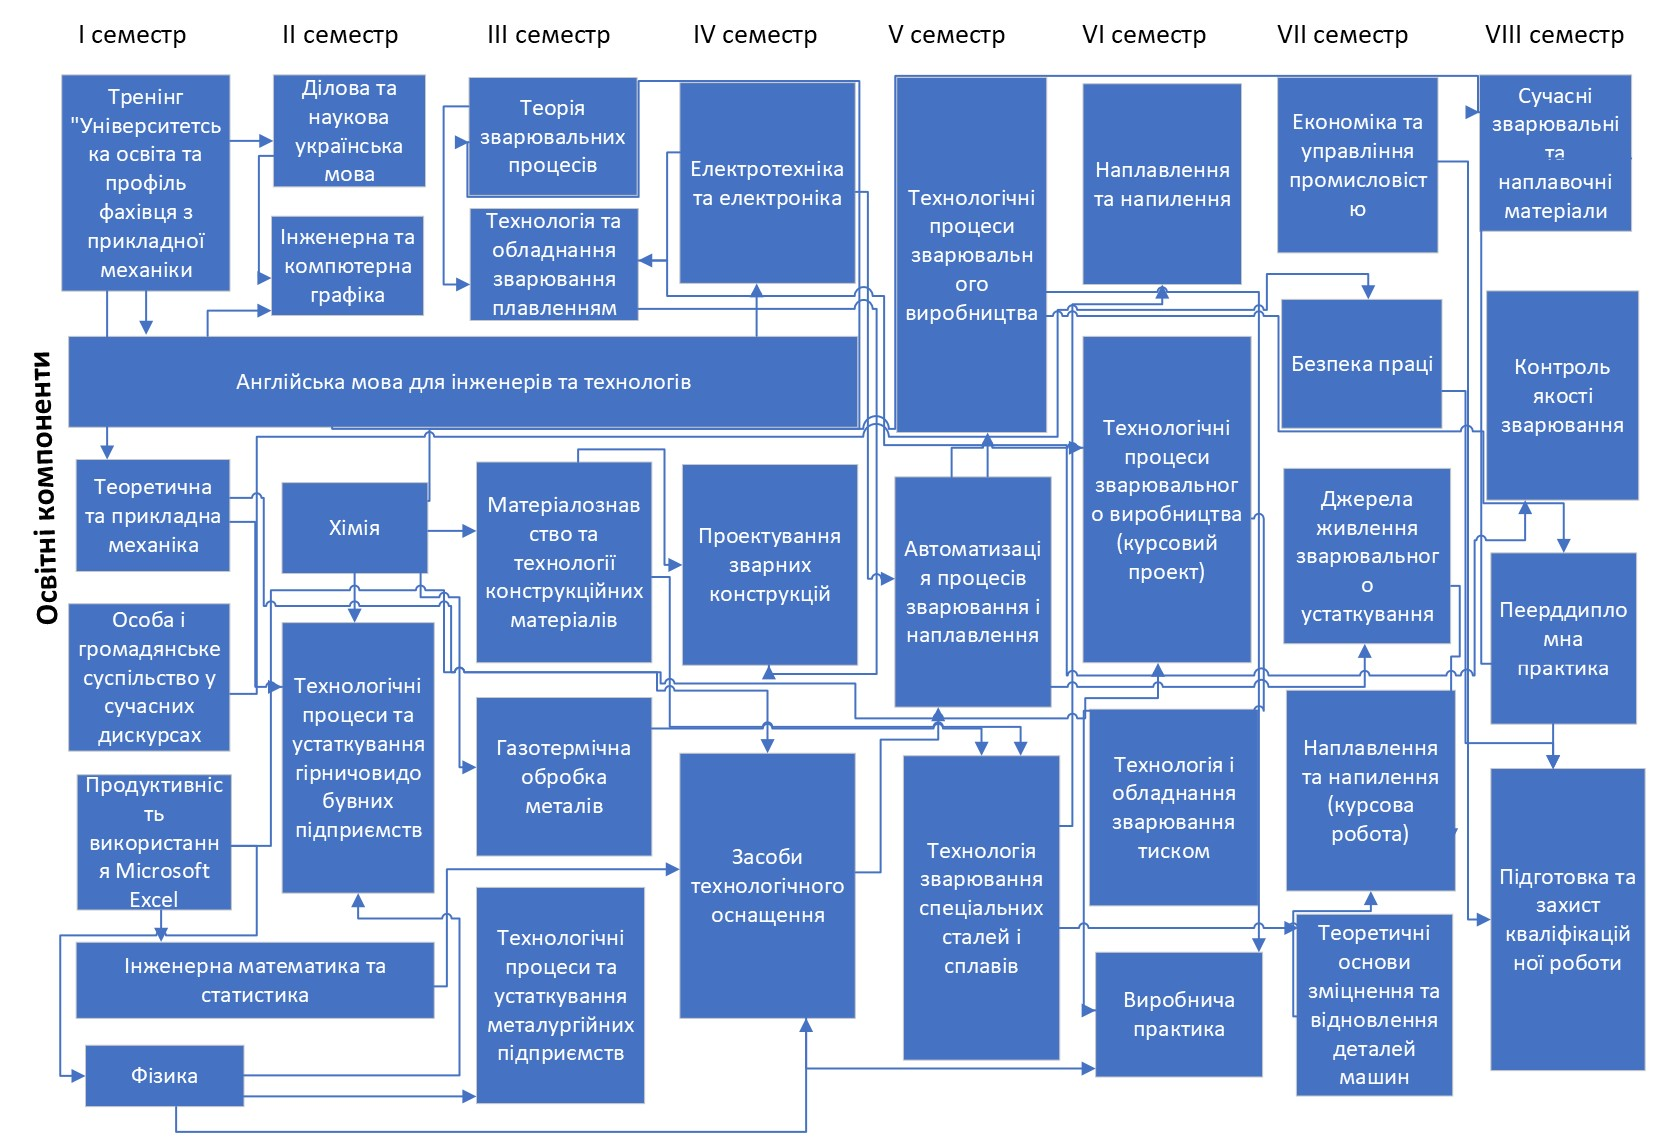 I семестр
II семестр
III семестр
IV семестр
V семестр
VI семестр
VII семестр
VIII семестр
Освітні компоненти
Тренінг
"Університетсь
ка освіта та
профіль
фахівця з
прикладної
механіки
Англійська мова для інженерів та технологів
Теоретична
та прикладна
механіка
Особа і
громадянське
суспільство у
сучасних
дискурсах
Продуктивніс
ть
використанн
я Microsoft
Excel
Інженерна математика та
статистика
Фізика
Ділова та
наукова
українська
мова
Інженерна та
компютерна
графіка
Хімія
Технологічні
процеси та
устаткування
гірничовидо
бувних
підприємств
Теорія
зварювальних
процесів
Технологія та
обладнання
зварювання
плавленням
Матеріалознав
ство та
технології
конструкційних
матеріалів
Газотермічна
обробка
металів
Технологічні
процеси та
устаткування
металургійних
підприємств
Електротехніка
та електроніка
Проектування
зварних
конструкцій
Засоби
технологічного
оснащення
Технологічні
процеси
зварювальн
ого
виробництва
Автоматизаці
я процесів
зварювання і
наплавлення
Технологія
зварювання
спеціальних
сталей і
сплавів
Наплавлення
та напилення
Технологічні
процеси
зварювальног
о виробництва
(курсовий
проект)
Технологія і
обладнання
зварювання
тиском
Виробнича
практика
Економіка та
управління
промисловіст
ю
Безпека праці
Джерела
живлення
зварювальног
о
устаткування
Наплавлення
та напилення
(курсова
робота)
Теоретичні
основи
зміцнення та
відновлення
деталей
машин
Сучасні
зварювальні
та
наплавочні
матеріали
Контроль
якості
зварювання
Пеерддипло
мна
практика
Підготовка та
захист
кваліфікацій
ної роботи